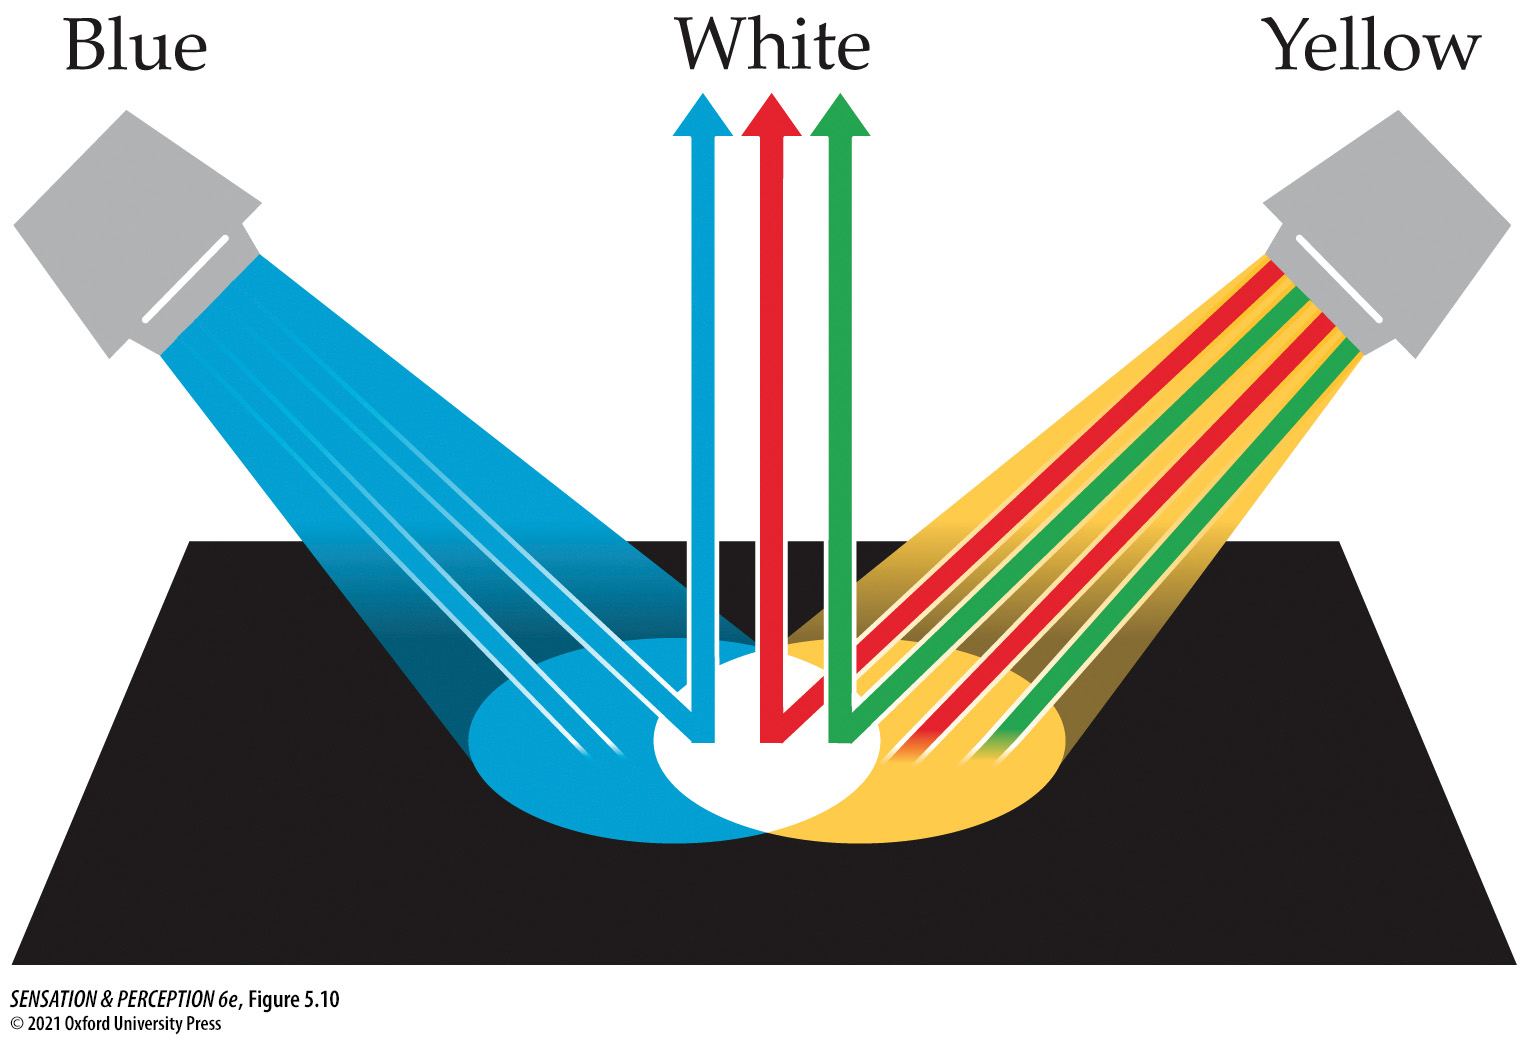 Blue White Yellow
SENSATION & PERCEPTION 6e, Figure 5.10
© 2021 Oxford University Press